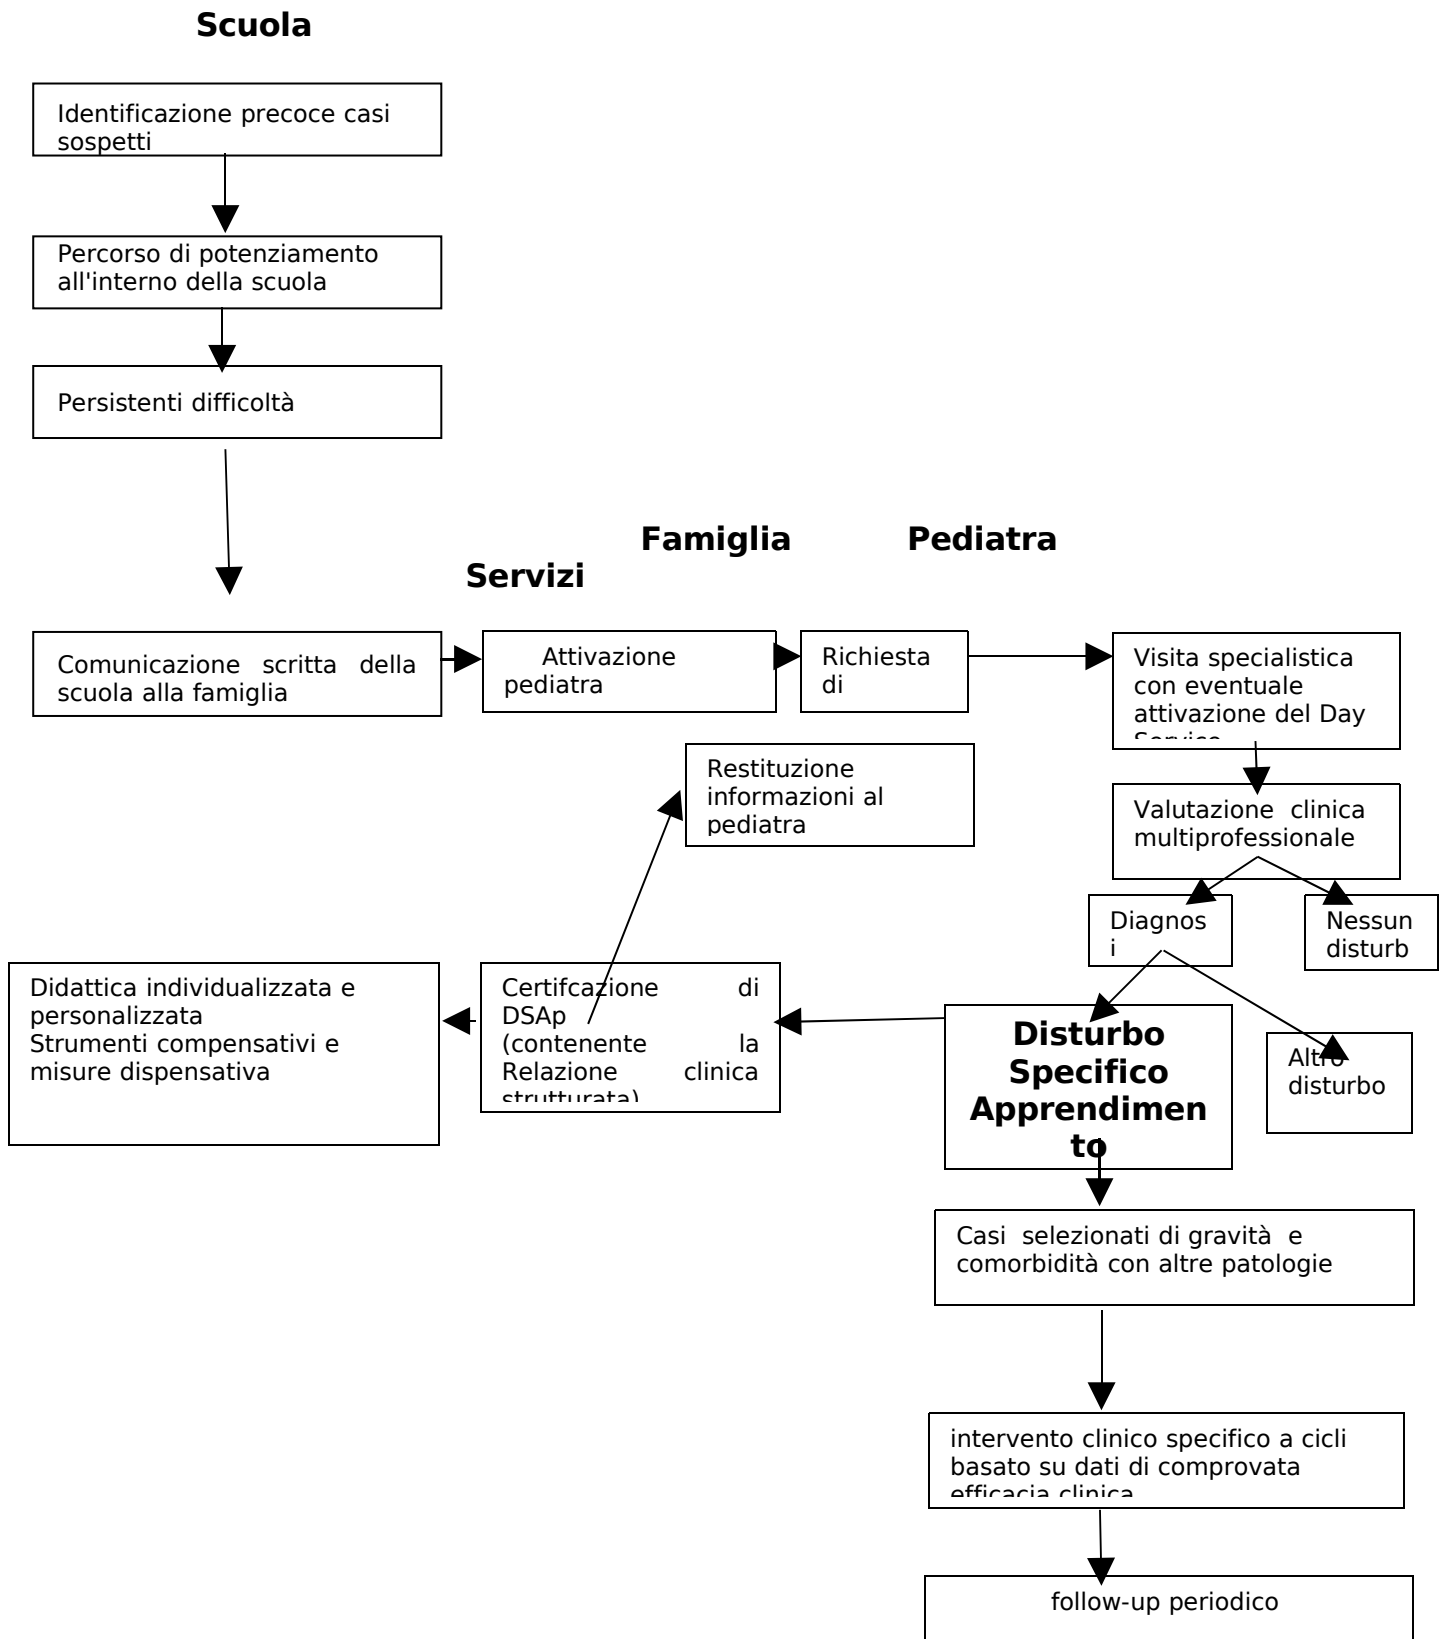 Scuola
Identificazione precoce casi
sospetti
Percorso di potenziamento
all'interno della scuola
Persistenti difficoltà
Famiglia Pediatra
Servizi
Comunicazione scritta della
scuola alla famiglia
Attivazione
pediatra
Richiesta
di
Visita specialistica
con eventuale
attivazione del Day
Service
Restituzione
informazioni al
pediatra
Valutazione clinica
multiprofessionale
Diagnos
i
Nessun
disturb
Didattica individualizzata e
personalizzata
Strumenti compensativi e
misure dispensativa
Certifcazione di
DSAp
(contenente la
Relazione clinica
strutturata)
Disturbo
Specifico
Apprendimen
to
Altro
disturbo
Casi selezionati di gravità e
comorbidità con altre patologie
intervento clinico specifico a cicli
basato su dati di comprovata
efficacia clinica
follow-up periodico